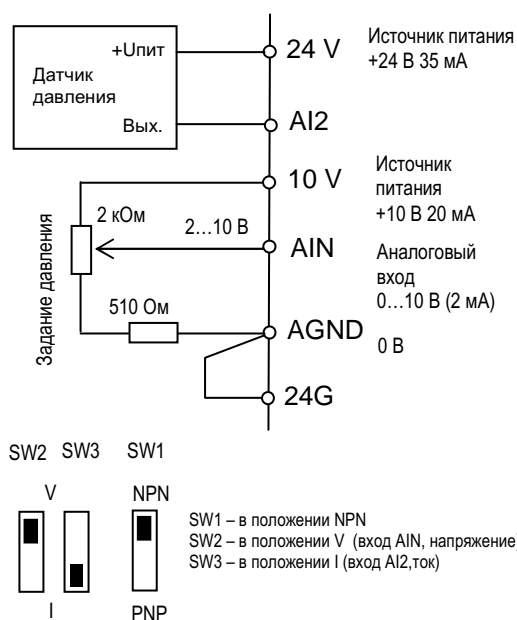 +Uпит
Датчик
давления
Вых.
24 V
Источник питания
+24 В 35 мА
AI2
10 V
Источник
питания
+10 В 20 мА
2 кОм
2...10 В
AIN
Аналоговый
вход
0...10 В (2 мА)
Задание давления
510 Ом
AGND
0 В
24G
SW2 SW3 SW1
V NPN
SW1 – в положении NPN
SW2 – в положении V (вход AIN, напряжение)
SW3 – в положении I (вход AI2,ток)
I PNP